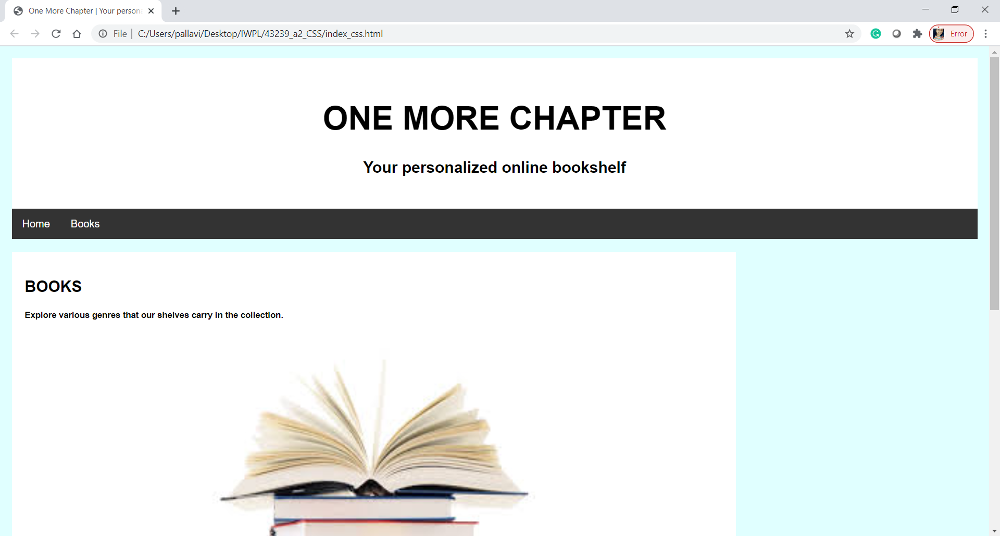 One More Chapter | Your persona
File | C:/Users/pallavi/Desktop/IWPL/43239_a2_CSS/index_css.html
Error
ONE MORE CHAPTER
Your personalized online bookshelf
Home Books
BOOKS
Explore various genres that our shelves carry in the collection.